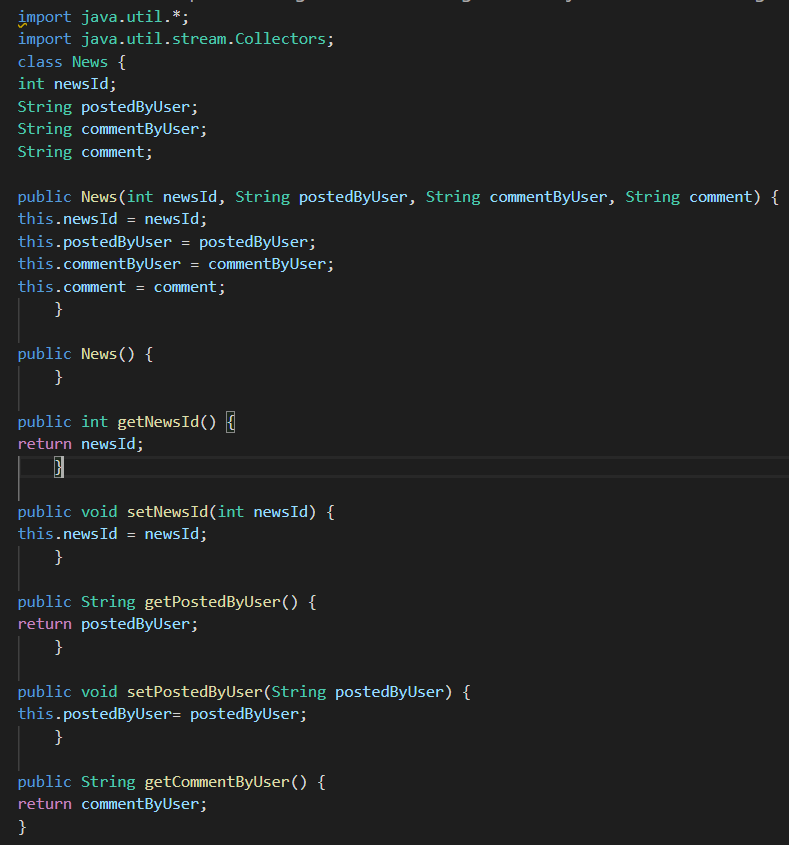 import java.util.*;
import java.util.stream.Collectors;
class News {
int newsId;
String postedByUser;
String commentByUser;
String comment;

public News(int newsId, String postedByUser, String commentByUser, String comment) {
this.newsId = newsId;
this.postedByUser = postedByUser;
this.commentByUser = commentByUser;
this.comment = comment;
    }

public News() {
    }

public int getNewsId() {
return newsId;
    }

public void setNewsId(int newsId) {
this.newsId = newsId;
    }

public String getPostedByUser() {
return postedByUser;
    }

public void setPostedByUser(String postedByUser) {
this.postedByUser= postedByUser;
    }

public String getCommentByUser() {
return commentByUser;
}